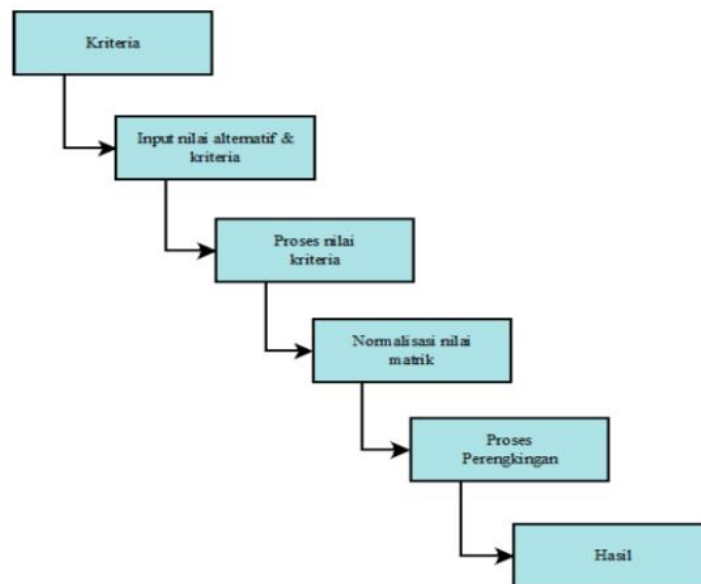 Kriteria
Input nilai alternatif &
kriteria
Proses nilai
kriteria
Normalisasi nilai
matrik
Proses
Perengkingan
Hasil